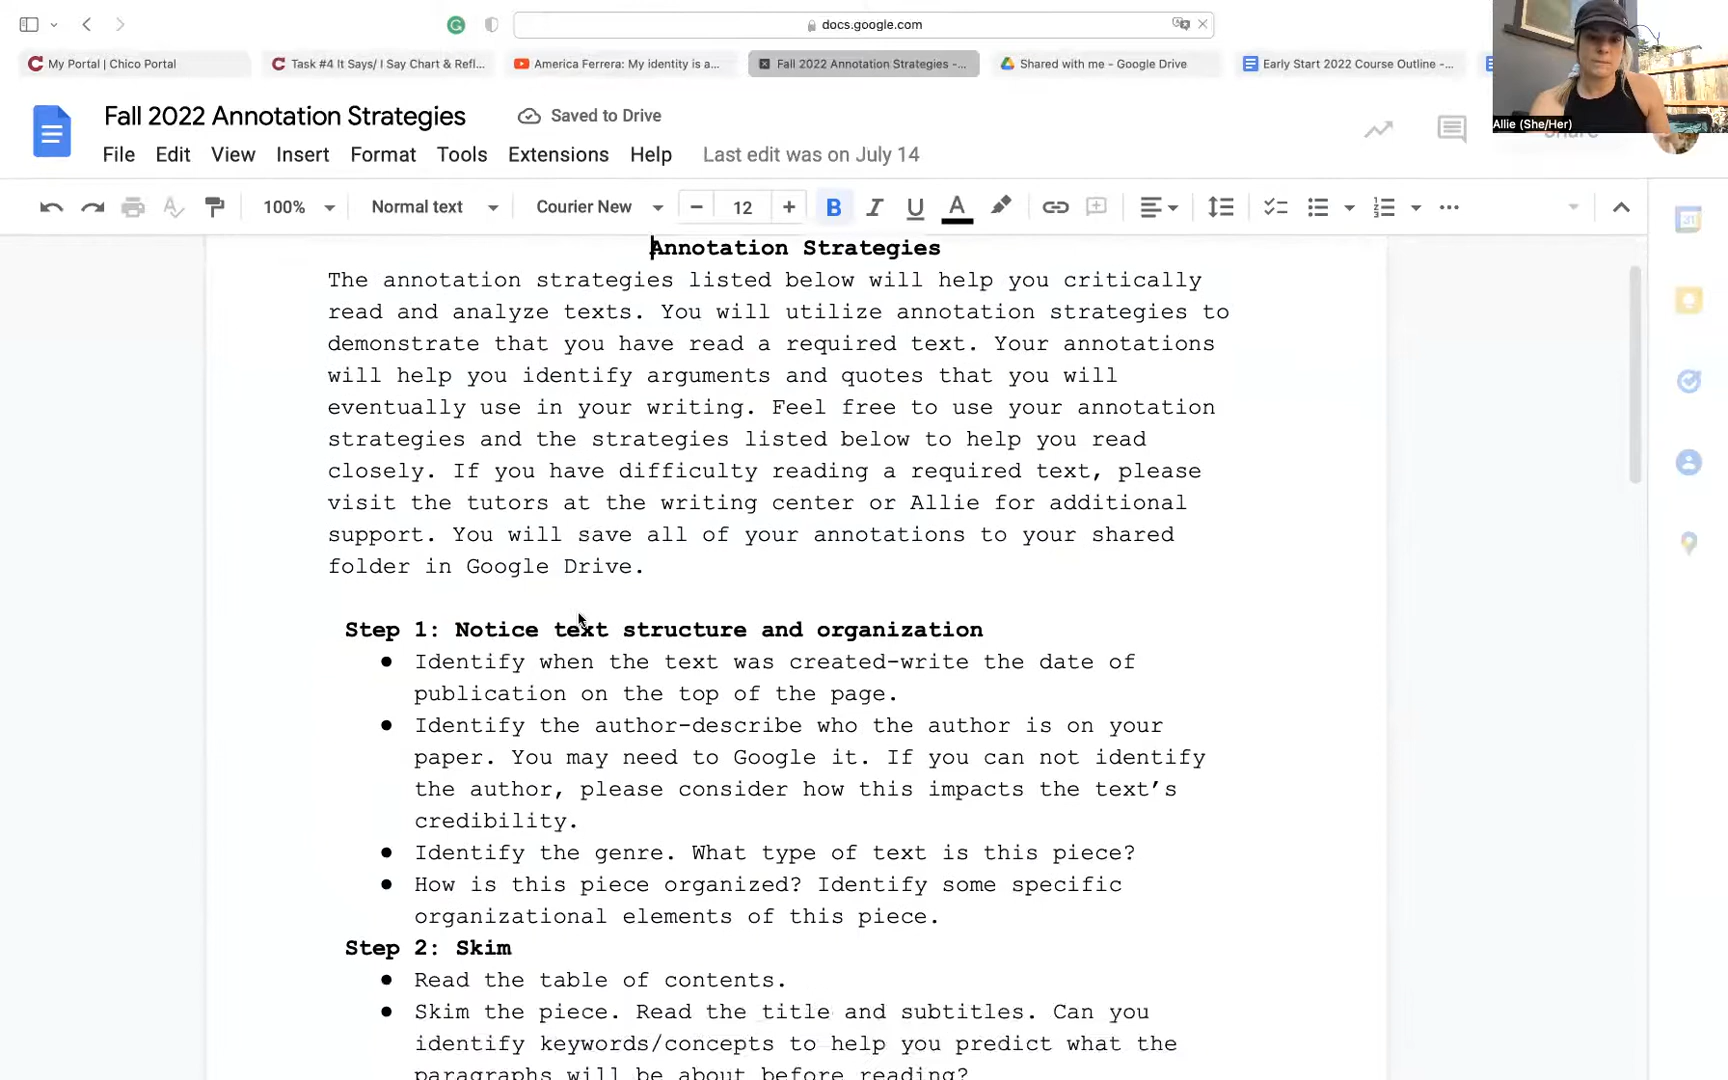 docs.google.com
My Portal | Chico Portal
Task #4 It Says/ I Say Chart & Refl...
America Ferrera: My identity is a...
Fall 2022 Annotation Strategies -...
Shared with me - Google Drive
Early Start 2022 Course Outline -...
Allie (She/Her)
Fall 2022 Annotation Strategies
Saved to Drive
Share
File Edit View Insert Format Tools Extensions Help Last edit was on July 14
100% Normal text Courier New − 12 + B I U A
Annotation Strategies
The annotation strategies listed below will help you critically
read and analyze texts. You will utilize annotation strategies to
demonstrate that you have read a required text. Your annotations
will help you identify arguments and quotes that you will
eventually use in your writing. Feel free to use your annotation
strategies and the strategies listed below to help you read
closely. If you have difficulty reading a required text, please
visit the tutors at the writing center or Allie for additional
support. You will save all of your annotations to your shared
folder in Google Drive.
Step 1: Notice text structure and organization
● Identify when the text was created-write the date of
publication on the top of the page.
● Identify the author-describe who the author is on your
paper. You may need to Google it. If you can not identify
the author, please consider how this impacts the text’s
credibility.
● Identify the genre. What type of text is this piece?
● How is this piece organized? Identify some specific
organizational elements of this piece.
Step 2: Skim
● Read the table of contents.
● Skim the piece. Read the title and subtitles. Can you
identify keywords/concepts to help you predict what the
paragraphs will be about before reading?